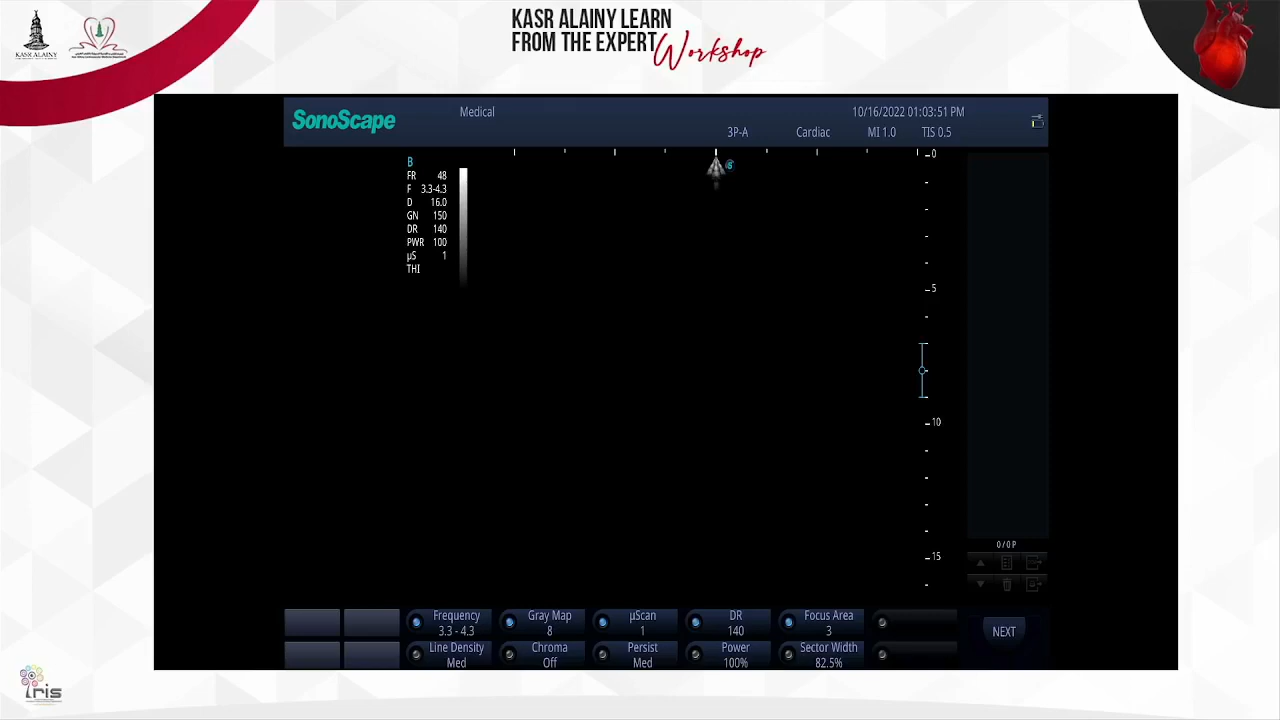 KASR ALAINY LEARN
FROM THE EXPERT
Workshop
KASR ALAINY
SonoScape
Medical
10/16/2022 01:03:51 PM
3P-A
Cardiac
MI 1.0
TIS 0.5
B
FR 48
F 3.3-4.3
D 16.0
GN 150
DR 140
PWR 100
µS 1
THI
S
0
5
10
15
0/0P
Frequency
3.3 - 4.3
Gray Map
8
µScan
1
DR
140
Focus Area
3
NEXT
Line Density
Med
Chroma
Off
Persist
Med
Power
100%
Sector Width
82.5%
iris